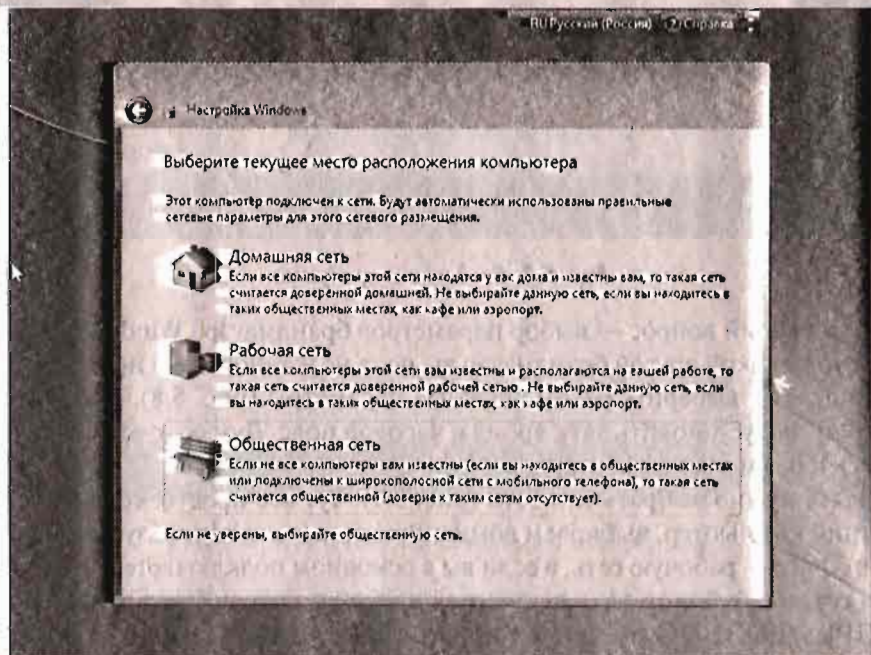 RU Русский (Россия) Справка
Настройка Windows
Выберите текущее место расположения компьютера
Этот компьютер подключен к сети. Будут автоматически использованы правильные
сетевые параметры для этого сетевого размещения.
Домашняя сеть
Если все компьютеры этой сети находятся у вас дома и известны вам, то такая сеть
считается доверенной домашней. Не выбирайте данную сеть, если вы находитесь в
таких общественных местах, как кафе или аэропорт.
Рабочая сеть
Если все компьютеры этой сети вам известны и располагаются на вашей работе, то
такая сеть считается доверенной рабочей сетью . Не выбирайте данную сеть, если
вы находитесь в таких общественных местах, как кафе или аэропорт.
Общественная сеть
Если не все компьютеры вам известны (если вы находитесь в общественных местах
или подключены к широкополосной сети с мобильного телефона), то такая сеть
считается общественной (доверие к таким сетям отсутствует).
Если не уверены, выбирайте общественную сеть.